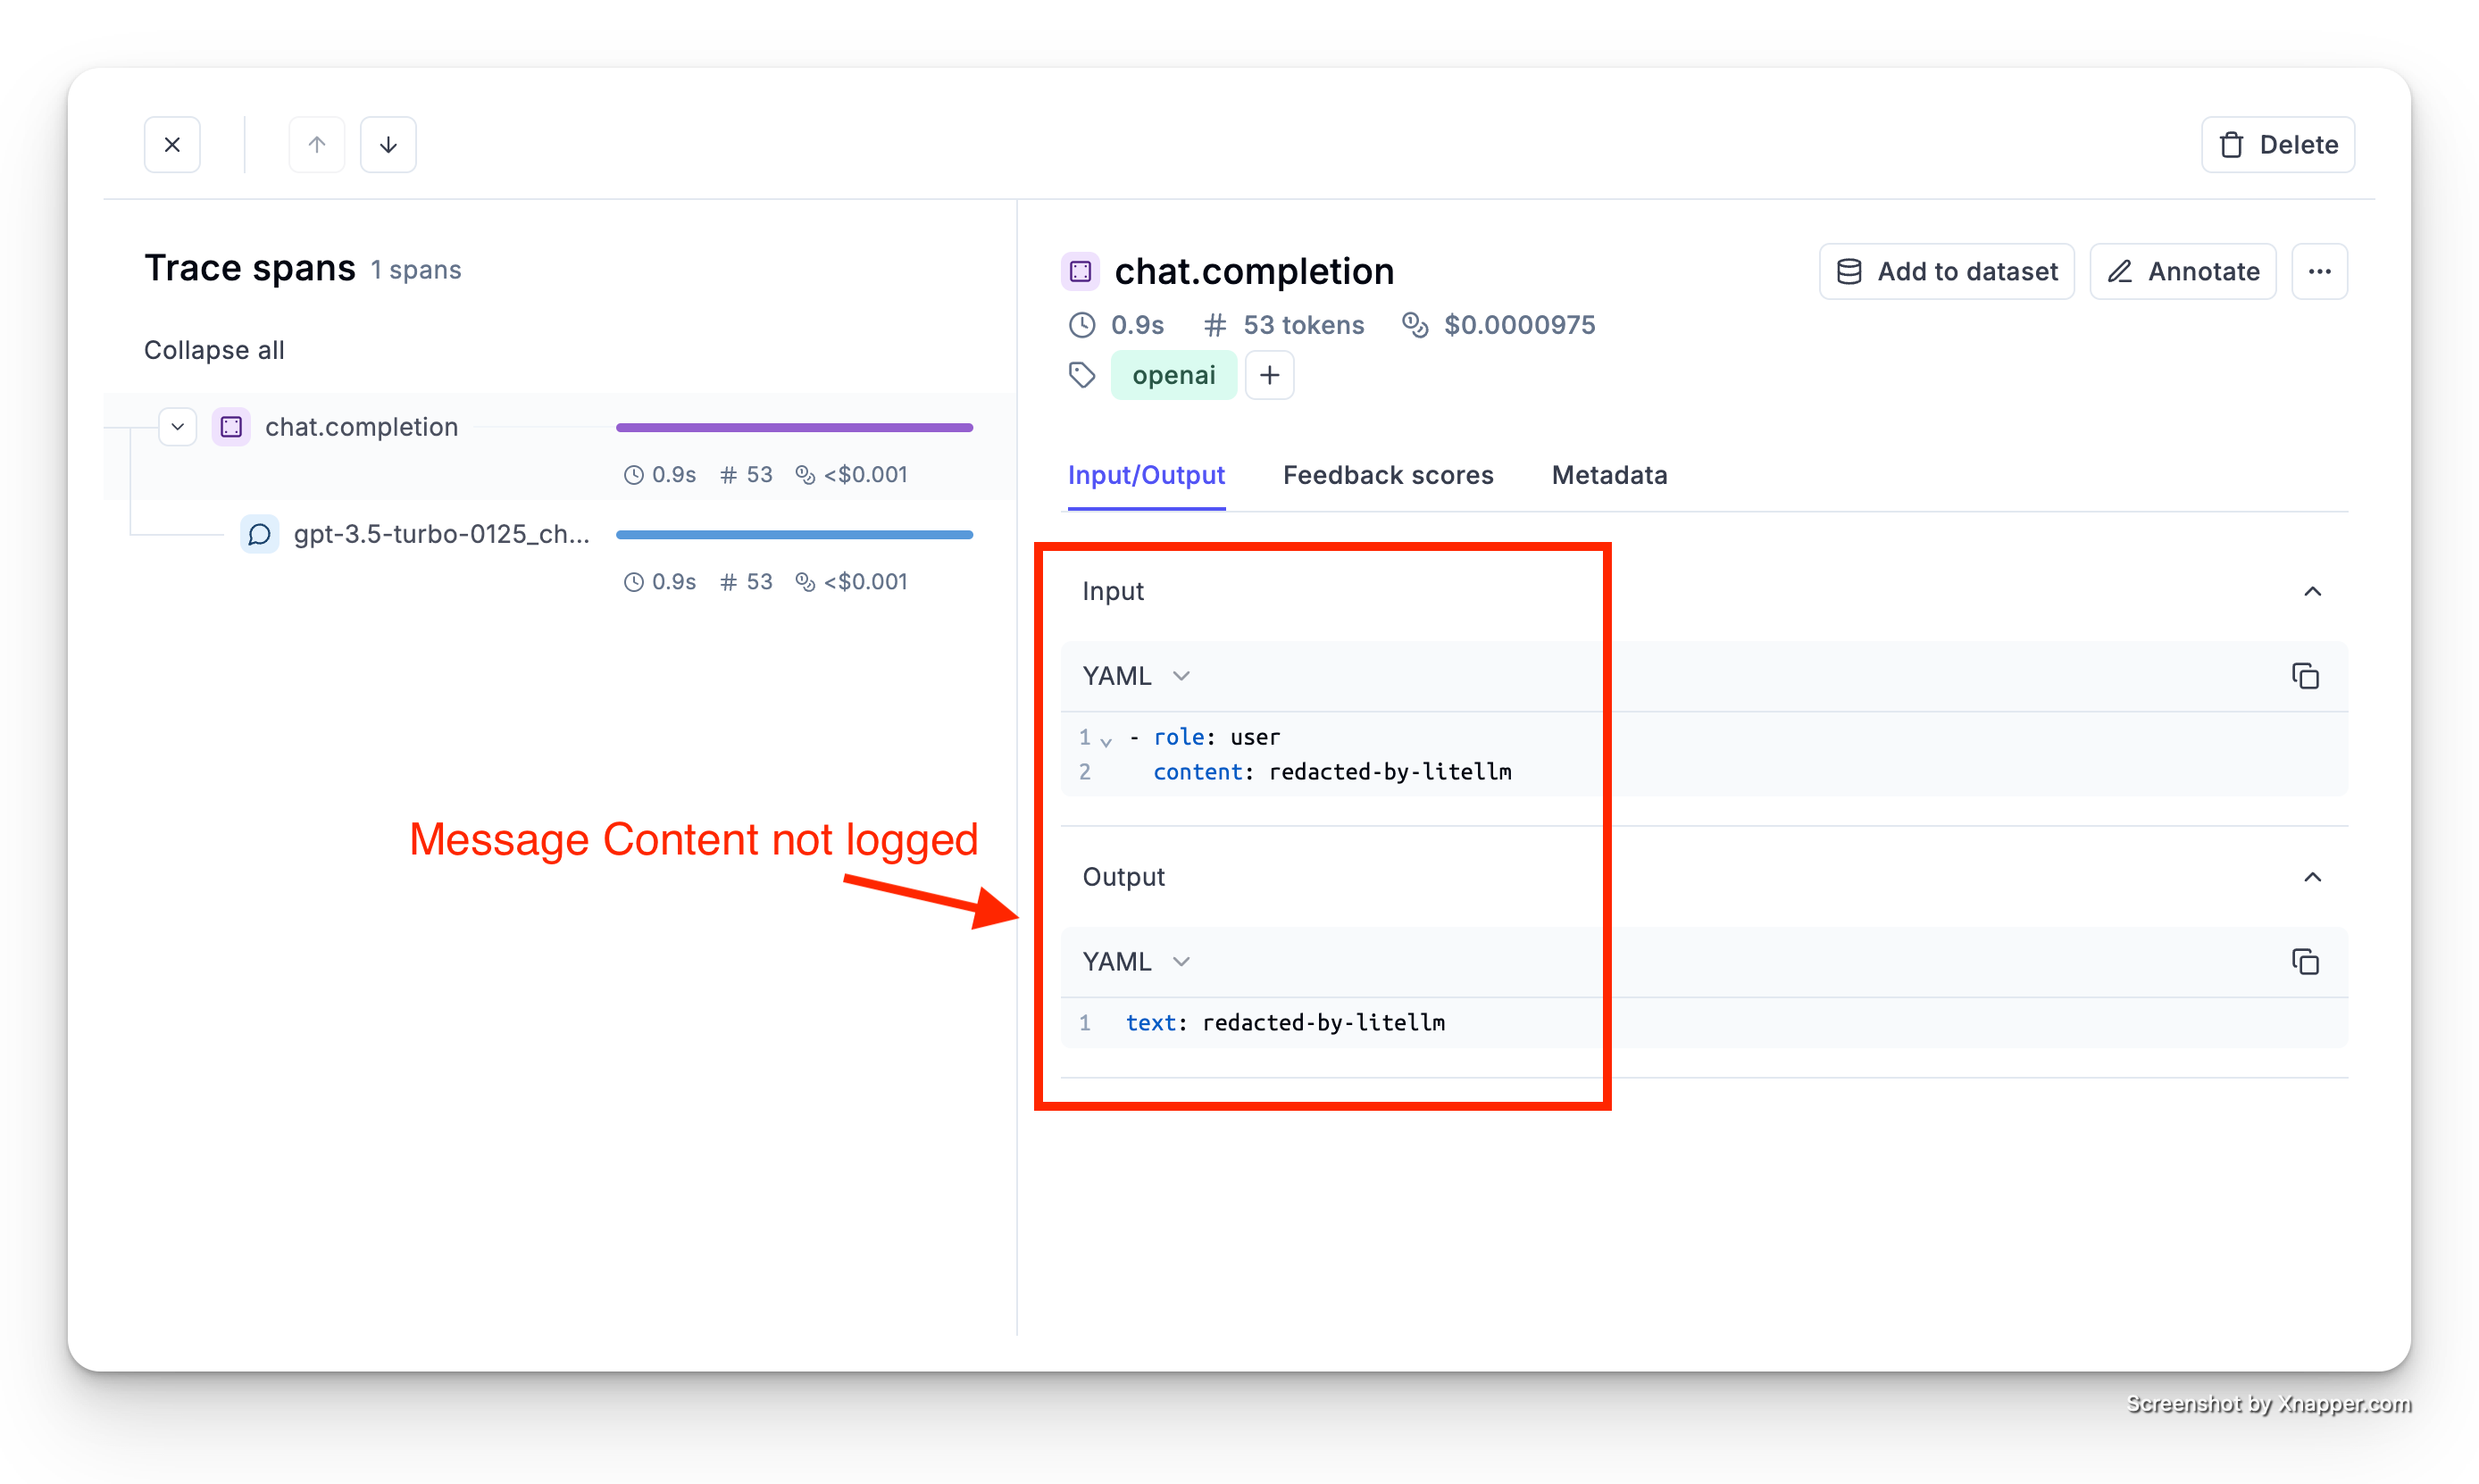 Delete
Trace spans 1 spans
Collapse all
chat.completion
0.9s 53 <$0.001
gpt-3.5-turbo-0125_ch...
0.9s 53 <$0.001
Message Content not logged
chat.completion
Add to dataset
Annotate
0.9s 53 tokens $0.0000975
openai
Input/Output Feedback scores Metadata
Input
YAML
1 - role: user
2 content: redacted-by-litellm
Output
YAML
1 text: redacted-by-litellm
Screenshot by Xnapper.com